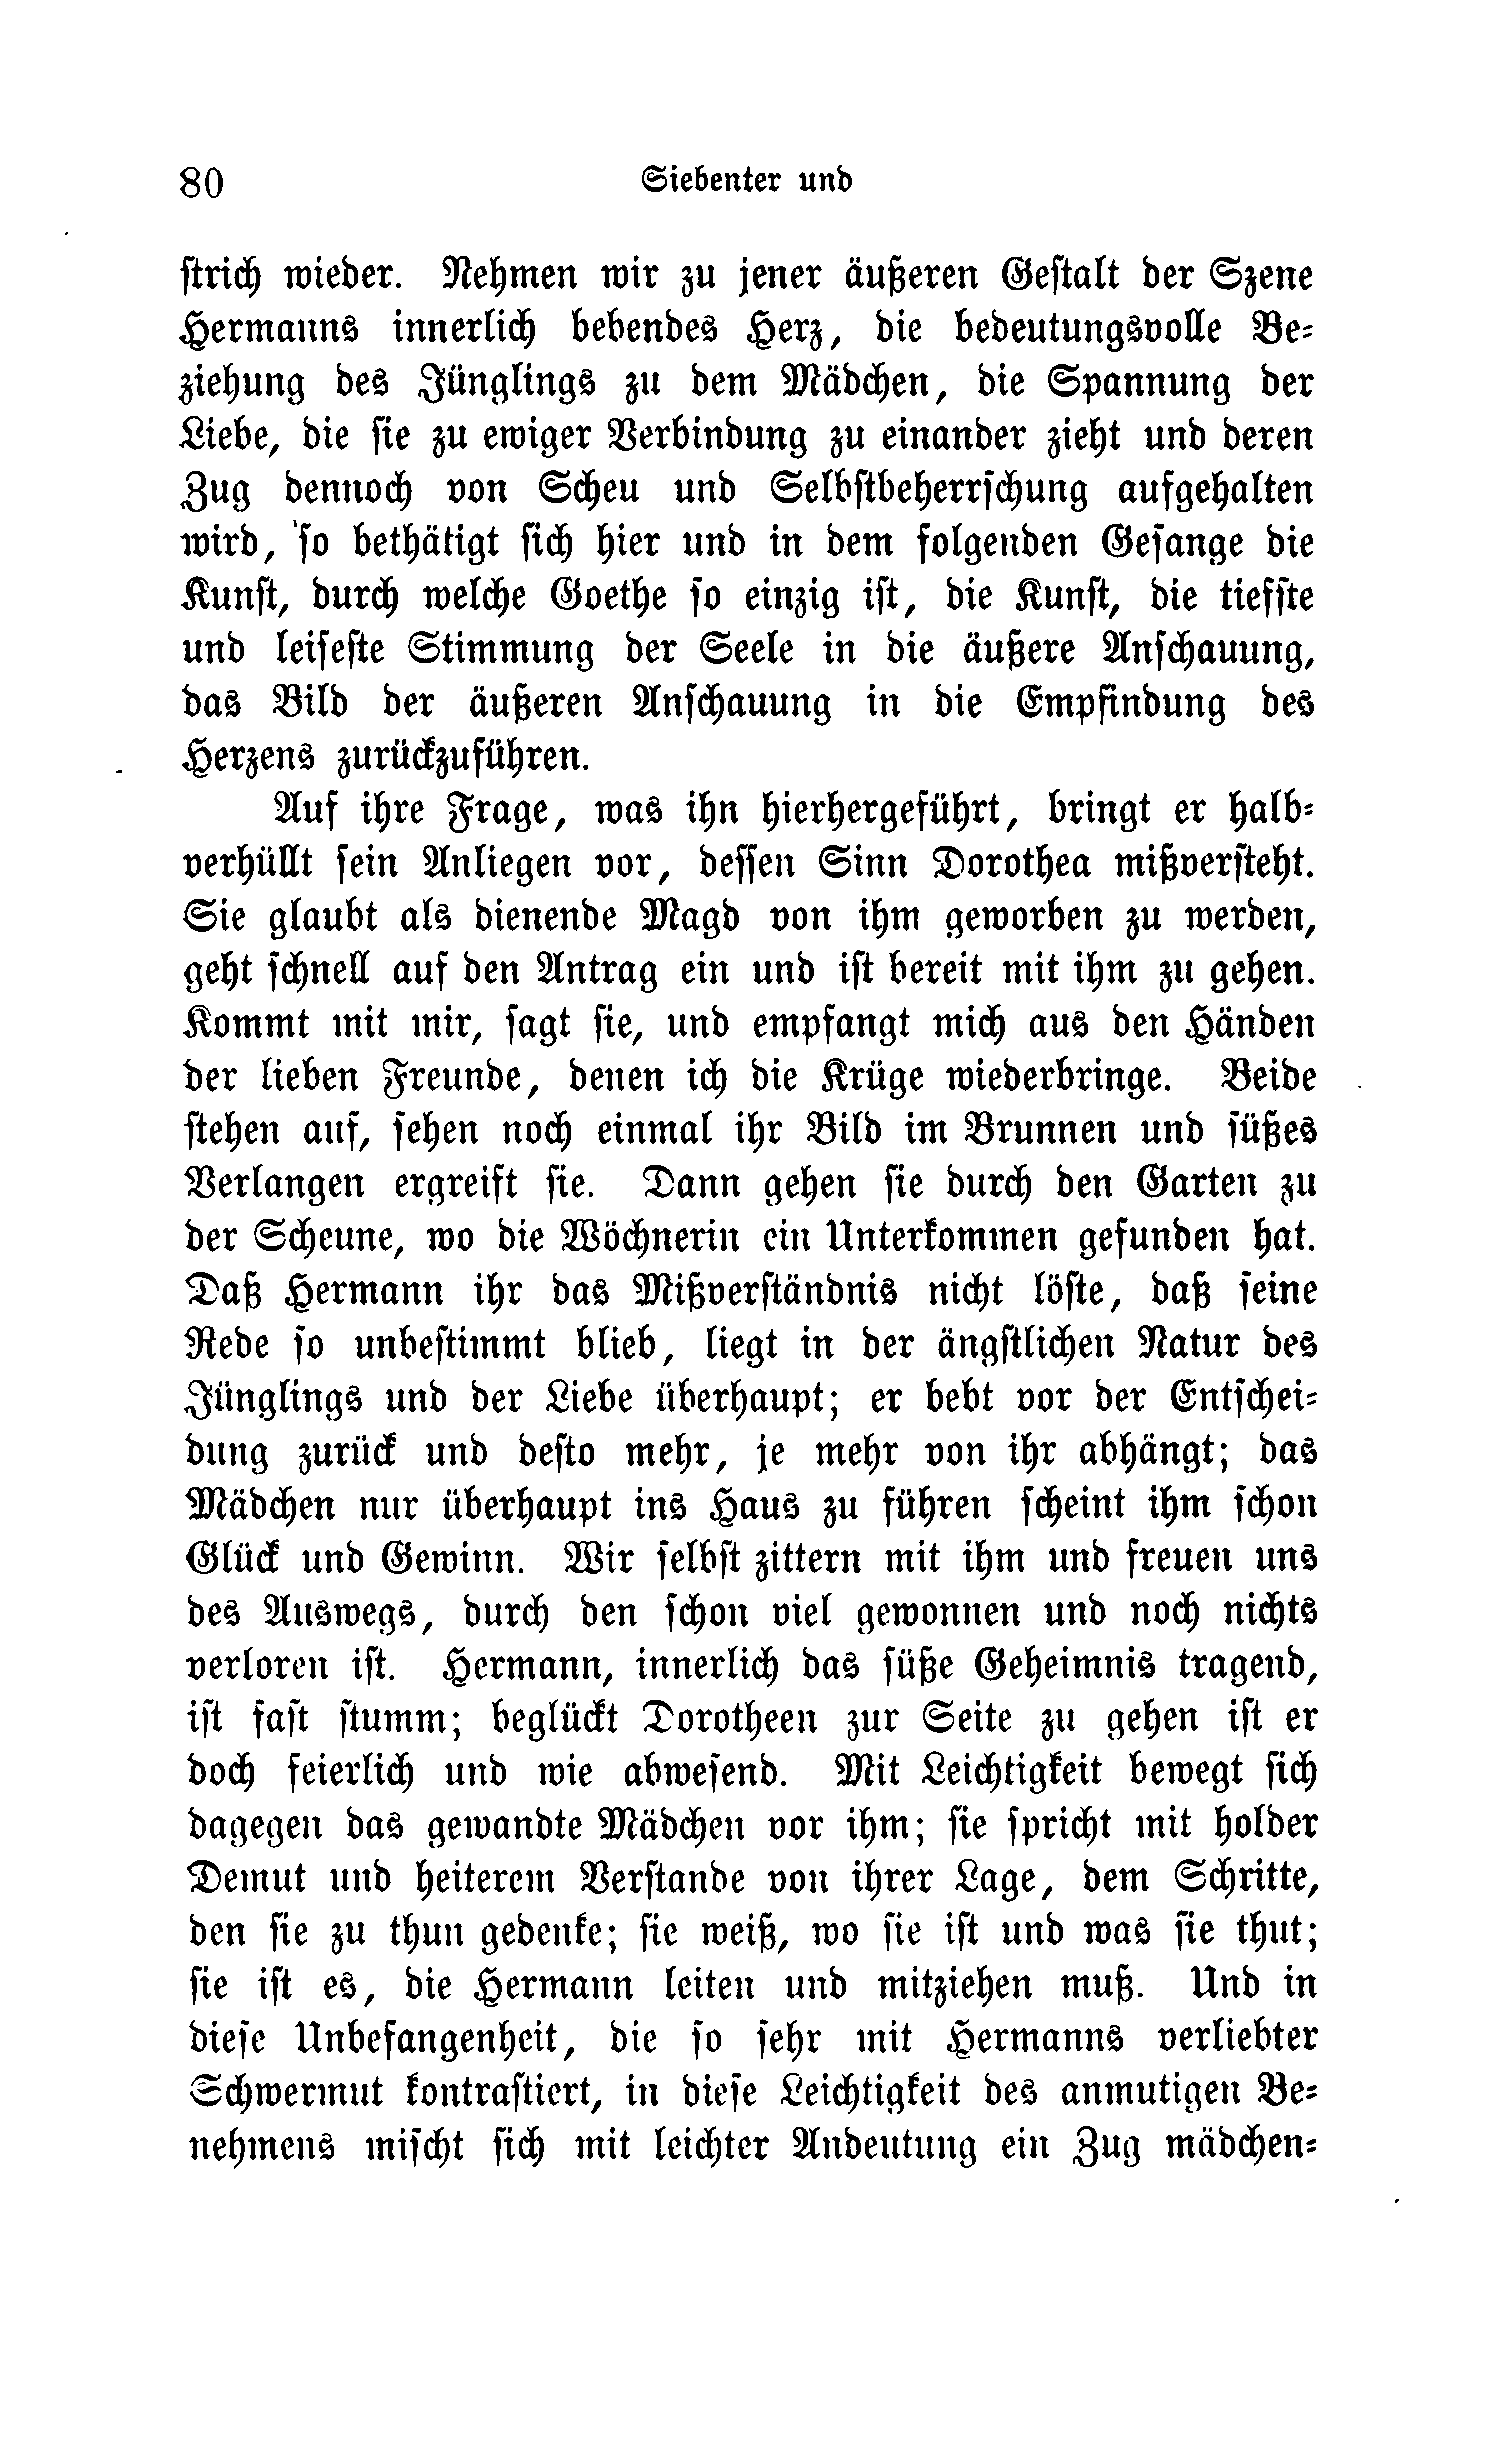 80 Siebenter und
ſtrich wieder. Nehmen wir zu jener äußeren Geſtalt der Szene
Hermanns innerlich bebendes Herz, die bedeutungsvolle Be-
ziehung des Jünglings zu dem Mädchen, die Spannung der
Liebe, die ſie zu ewiger Verbindung zu einander zieht und deren
Zug dennoch von Scheu und Selbſtbeherrſchung aufgehalten
wird, ſo bethätigt ſich hier und in dem folgenden Geſange die
Kunſt, durch welche Goethe ſo einzig iſt, die Kunſt, die tiefſte
und leiſeſte Stimmung der Seele in die äußere Anſchauung,
das Bild der äußeren Anſchauung in die Empfindung des
Herzens zurückzuführen.
Auf ihre Frage, was ihn hierhergeführt, bringt er halb-
verhüllt ſein Anliegen vor, deſſen Sinn Dorothea mißverſteht.
Sie glaubt als dienende Magd von ihm geworben zu werden,
geht ſchnell auf den Antrag ein und iſt bereit mit ihm zu gehen.
Kommt mit mir, ſagt ſie, und empfangt mich aus den Händen
der lieben Freunde, denen ich die Krüge wiederbringe. Beide
ſtehen auf, ſehen noch einmal ihr Bild im Brunnen und ſüßes
Verlangen ergreift ſie. Dann gehen ſie durch den Garten zu
der Scheune, wo die Wöchnerin ein Unterkommen gefunden hat.
Daß Hermann ihr das Mißverſtändnis nicht löſte, daß ſeine
Rede ſo unbeſtimmt blieb, liegt in der ängſtlichen Natur des
Jünglings und der Liebe überhaupt; er bebt vor der Entſchei-
dung zurück und deſto mehr, je mehr von ihr abhängt; das
Mädchen nur überhaupt ins Haus zu führen ſcheint ihm ſchon
Glück und Gewinn. Wir ſelbſt zittern mit ihm und freuen uns
des Auswegs, durch den ſchon viel gewonnen und noch nichts
verloren iſt. Hermann, innerlich das ſüße Geheimnis tragend,
iſt faſt ſtumm; beglückt Dorotheen zur Seite zu gehen iſt er
doch feierlich und wie abweſend. Mit Leichtigkeit bewegt ſich
dagegen das gewandte Mädchen vor ihm; ſie ſpricht mit holder
Demut und heiterem Verſtande von ihrer Lage, dem Schritte,
den ſie zu thun gedenke; ſie weiß, wo ſie iſt und was ſie thut;
ſie iſt es, die Hermann leiten und mitziehen muß. Und in
dieſe Unbefangenheit, die ſo ſehr mit Hermanns verliebter
Schwermut kontraſtiert, in dieſe Leichtigkeit des anmutigen Be-
nehmens miſcht ſich mit leichter Andeutung ein Zug mädchen-